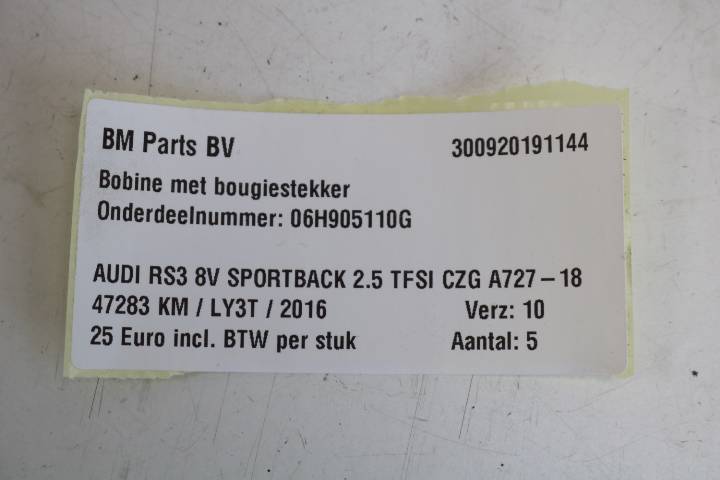 BM Parts BV 300920191144
Bobine met bougiestekker
Onderdeelnummer: 06H905110G
AUDI RS3 8V SPORTBACK 2.5 TFSI CZG A727-18
47283 KM / LY3T / 2016 Verz: 10
25 Euro incl. BTW per stuk Aantal: 5